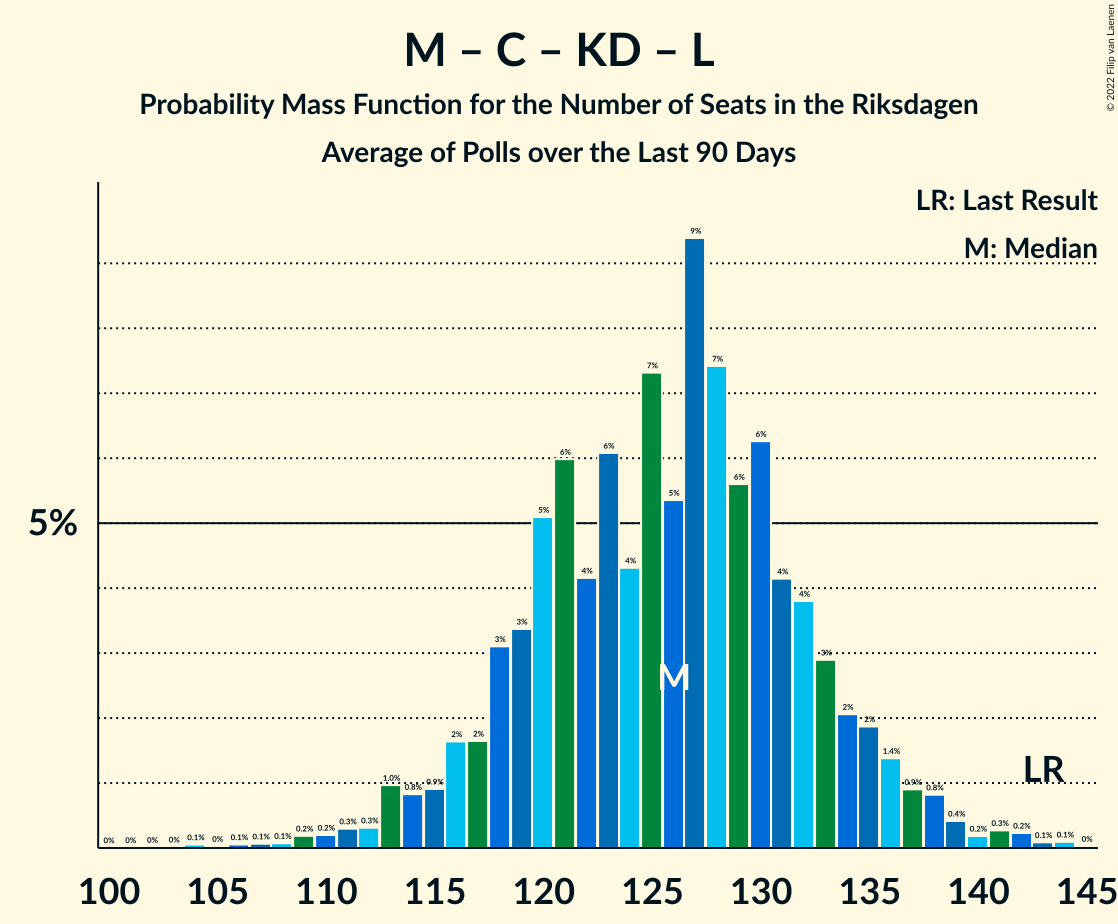 M – C – KD – L
Probability Mass Function for the Number of Seats in the Riksdagen
Average of Polls over the Last 90 Days
© 2022 Filip van Laenen
LR: Last Result
M: Median
5%
0% 0% 0% 0% 0.1% 0% 0.1% 0.1% 0.1% 0.2% 0.2% 0.3% 0.3% 1.0% 0.8% 0.9% 2% 2% 3% 3% 5% 6% 4% 6% 4% 7% 5% 9% 7% 6% 6% 4% 4% 3% 2% 2% 1.4% 0.9% 0.8% 0.4% 0.2% 0.3% 0.2% 0.1% 0.1% 0%
M
LR
100 105 110 115 120 125 130 135 140 145